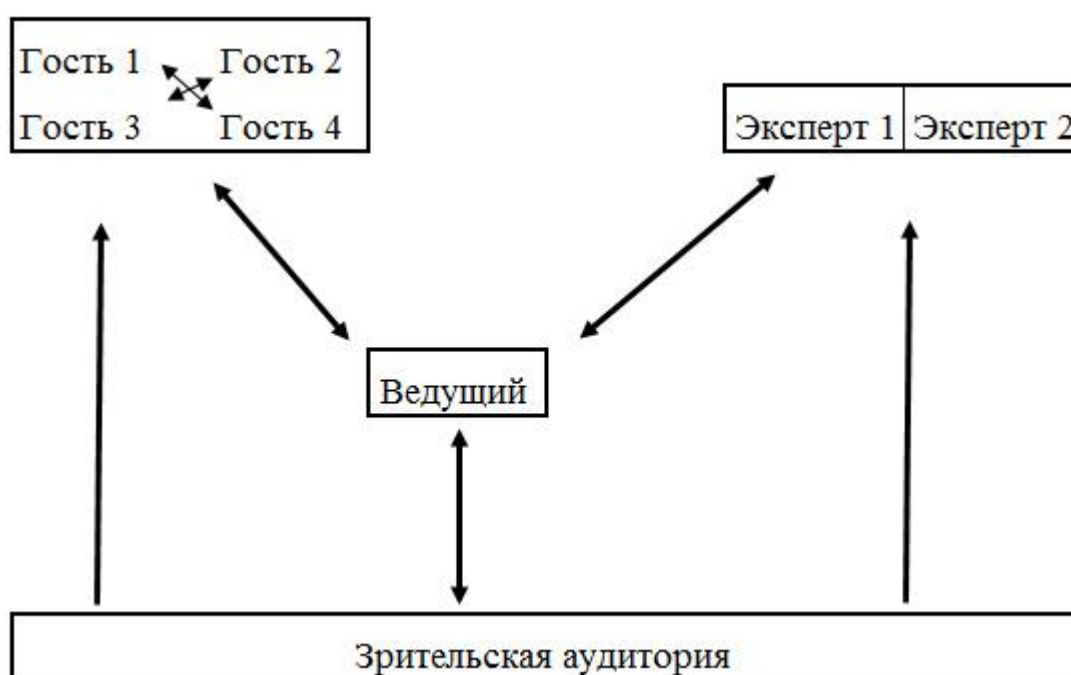 Гость 1 Гость 2
Гость 3 Гость 4
Эксперт 1 Эксперт 2
Ведущий
Зрительская аудитория